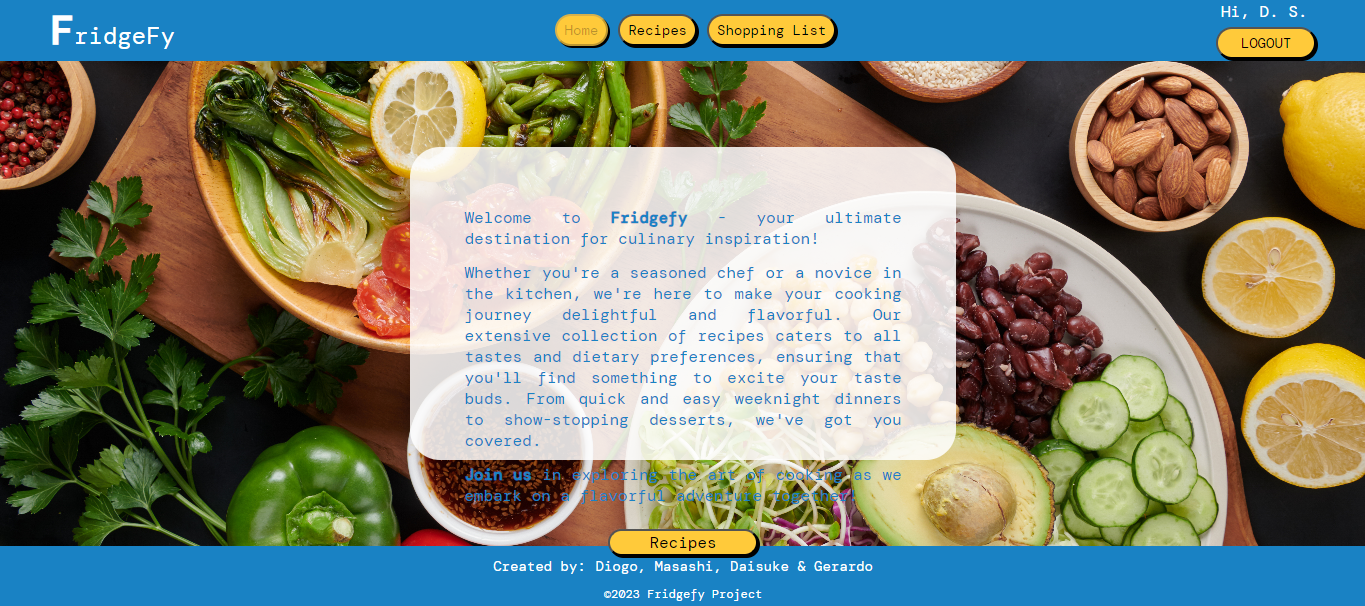 FridgeFy
Home
Recipes
Shopping List
Hi, D. S.
LOGOUT
Welcome to Fridgefy - your ultimate
destination for culinary inspiration!
Whether you're a seasoned chef or a novice in
the kitchen, we're here to make your cooking
journey delightful and flavorful. Our
extensive collection of recipes caters to all
tastes and dietary preferences, ensuring that
you'll find something to excite your taste
buds. From quick and easy weeknight dinners
to show-stopping desserts, we've got you
covered.
Join us in exploring the art of cooking as we
embark on a flavorful adventure together!
Recipes
Created by: Diogo, Masashi, Daisuke & Gerardo
©2023 Fridgefy Project